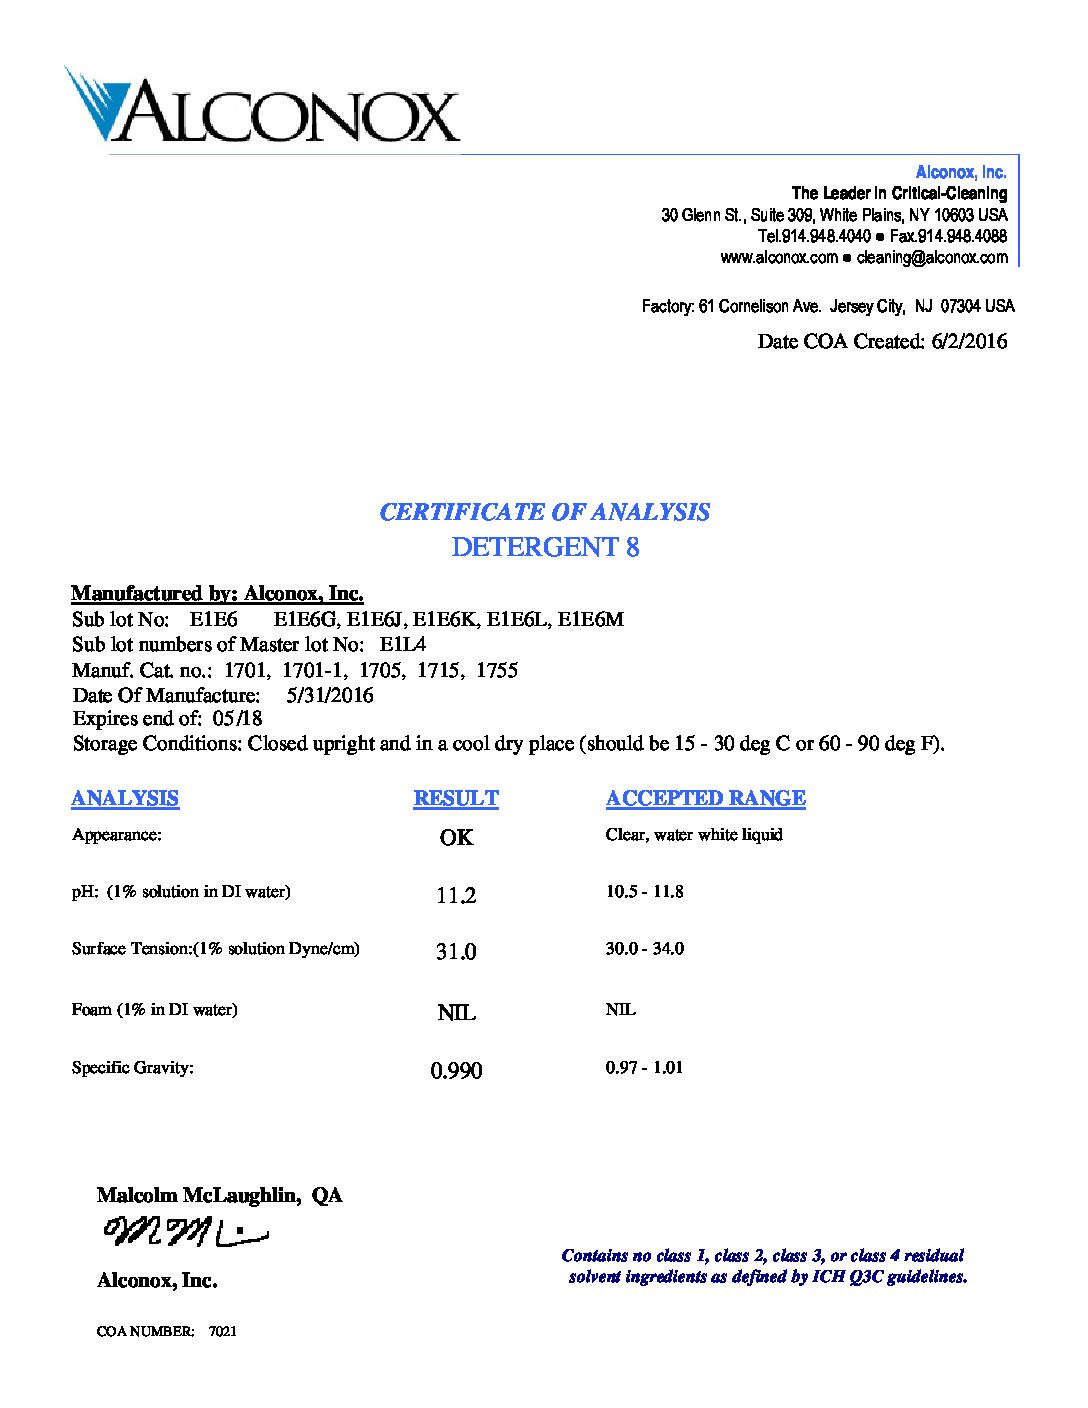 ALCONOX
Alconox, Inc.
The Leader in Critical-Cleaning
30 Glenn St., Suite 309, White Plains, NY 10603 USA
Tel.914.948.4040 ● Fax.914.948.4088
www.alconox.com ● cleaning@alconox.com
Factory: 61 Cornelison Ave. Jersey City, NJ 07304 USA
Date COA Created: 6/2/2016
CERTIFICATE OF ANALYSIS
DETERGENT 8
Manufactured by: Alconox, Inc.
Sub lot No: E1E6 E1E6G, E1E6J, E1E6K, E1E6L, E1E6M
Sub lot numbers of Master lot No: E1L4
Manuf. Cat. no.: 1701, 1701-1, 1705, 1715, 1755
Date Of Manufacture: 5/31/2016
Expires end of: 05/18
Storage Conditions: Closed upright and in a cool dry place (should be 15 - 30 deg C or 60 - 90 deg F).
ANALYSIS RESULT ACCEPTED RANGE
Appearance: OK Clear, water white liquid
pH: (1% solution in DI water) 11.2 10.5 - 11.8
Surface Tension:(1% solution Dyne/cm) 31.0 30.0 - 34.0
Foam (1% in DI water) NIL NIL
Specific Gravity: 0.990 0.97 - 1.01
Malcolm McLaughlin, QA
Alconox, Inc.
Contains no class 1, class 2, class 3, or class 4 residual
solvent ingredients as defined by ICH Q3C guidelines.
COA NUMBER: 7021